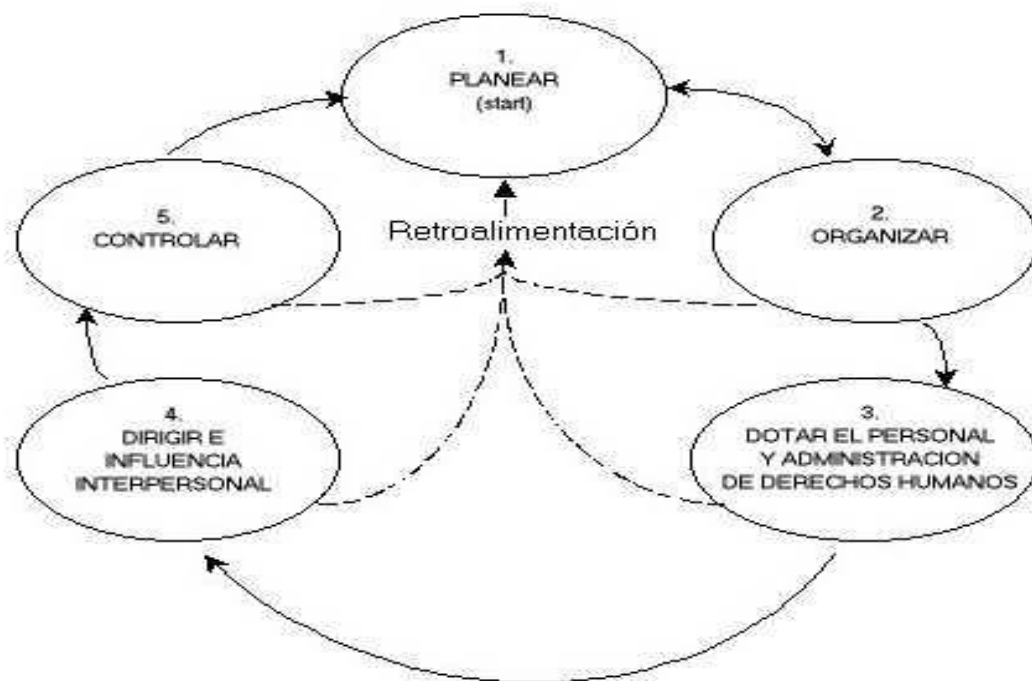 1.
PLANEAR
(start)
2.
ORGANIZAR
3.
DOTAR EL PERSONAL
Y ADMINISTRACION
DE DERECHOS HUMANOS
4.
DIRIGIR E
INFLUENCIA
INTERPERSONAL
5.
CONTROLAR
Retroalimentación